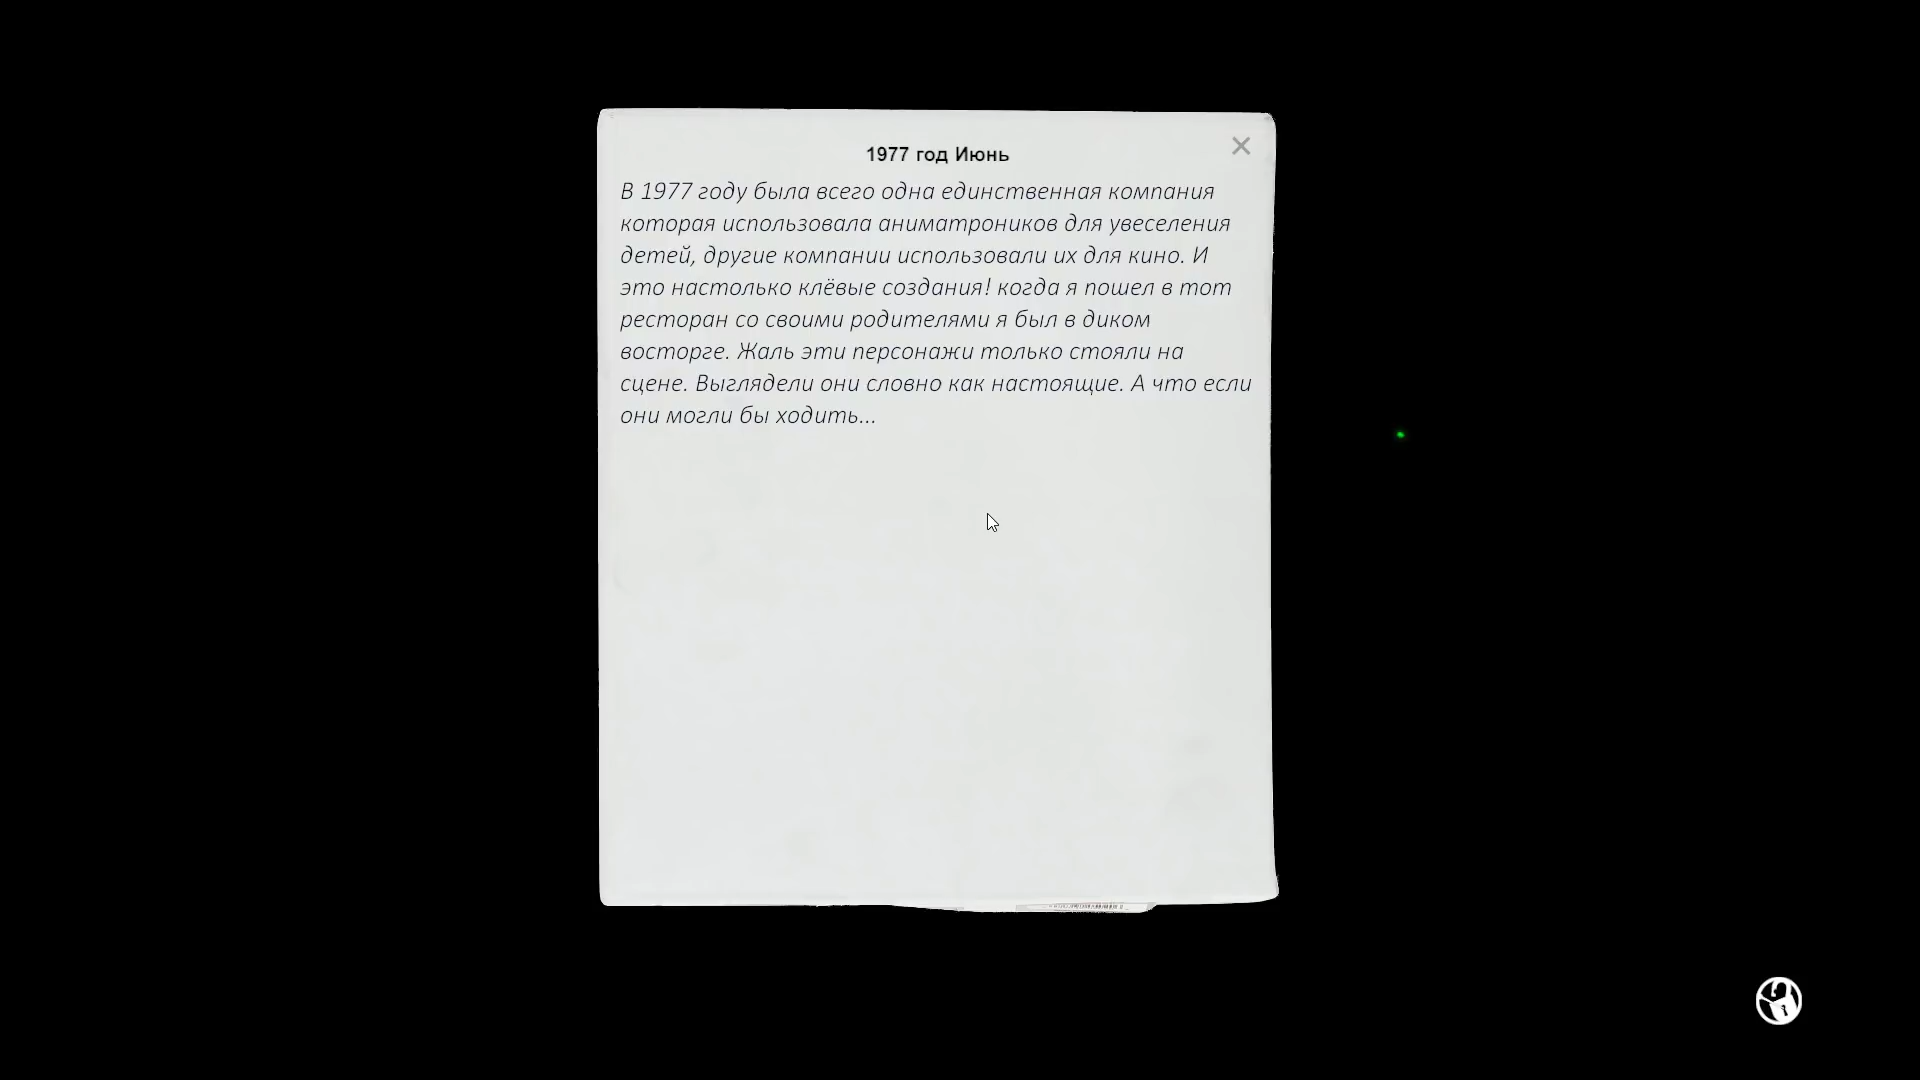 1977 год Июнь
В 1977 году была всего одна единственная компания
которая использовала аниматроников для увеселения
детей, другие компании использовали их для кино. И
это настолько клёвые создания! когда я пошел в тот
ресторан со своими родителями я был в диком
восторге. Жаль эти персонажи только стояли на
сцене. Выглядели они словно как настоящие. А что если
они могли бы ходить...